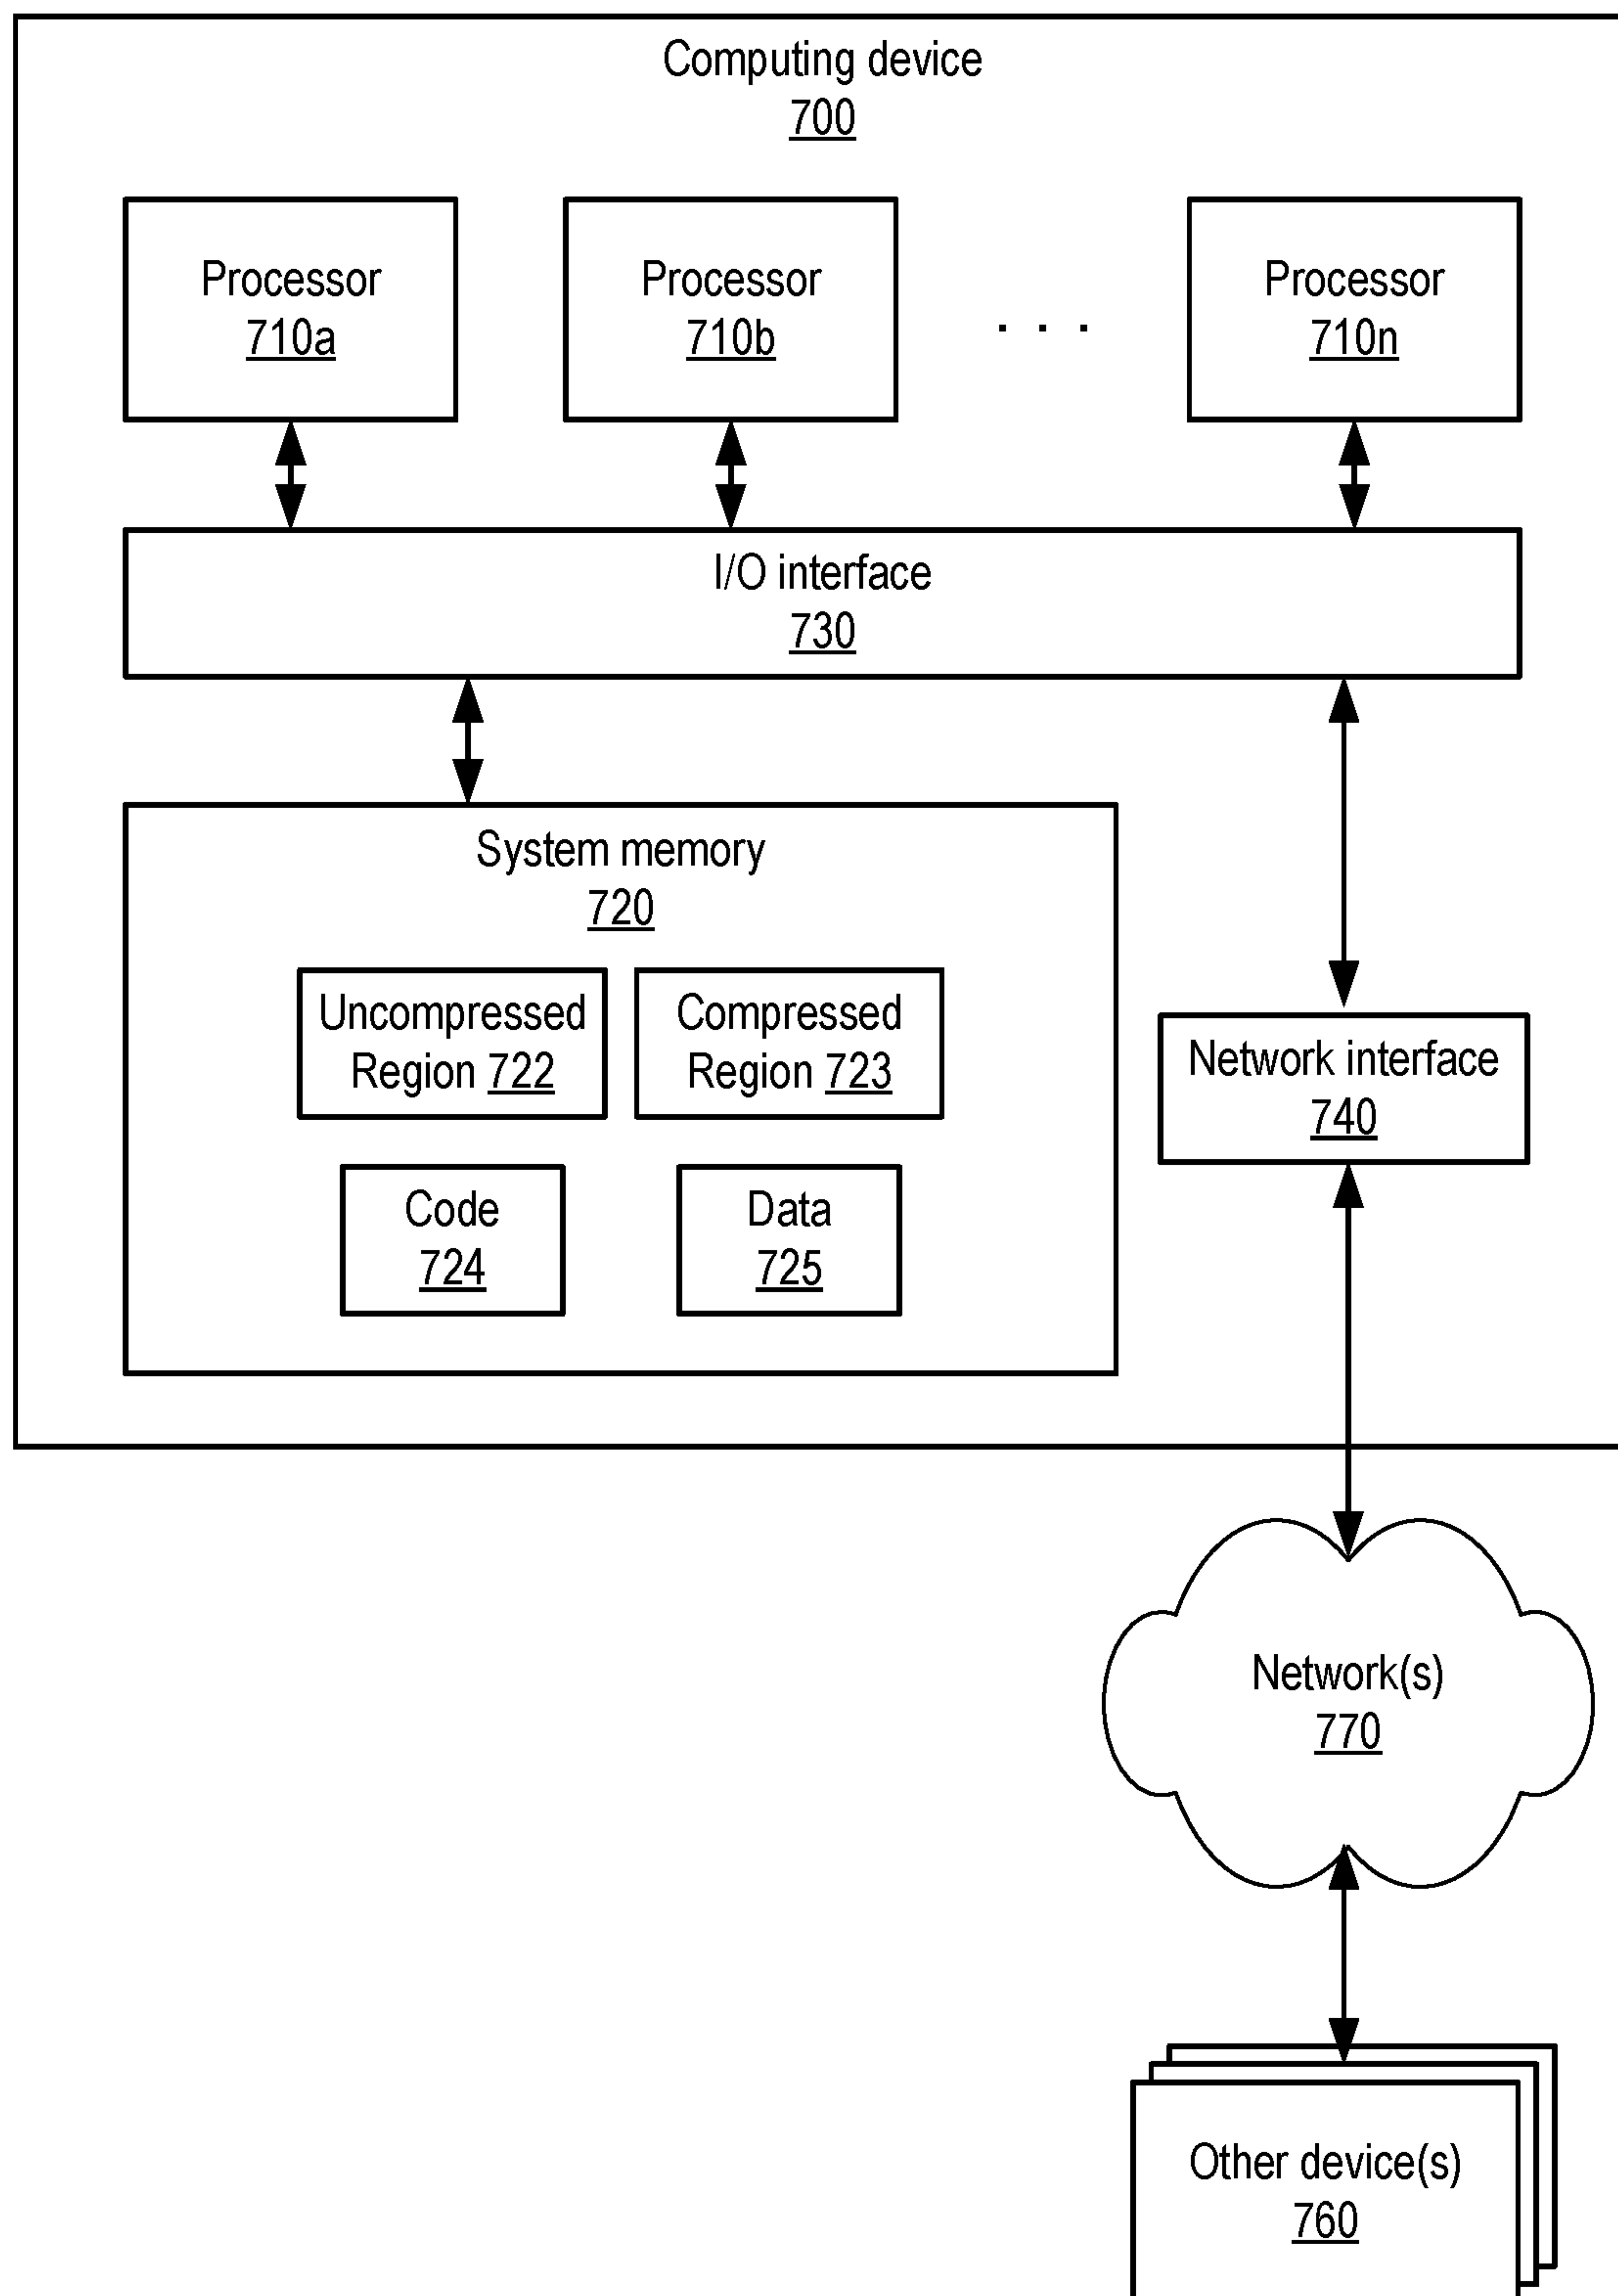 Computing device
700
Processor
710a
Processor
710b
. . .
Processor
710n
I/O interface
730
System memory
720
Uncompressed
Region 722
Compressed
Region 723
Code
724
Data
725
Network interface
740
Network(s)
770
Other device(s)
760